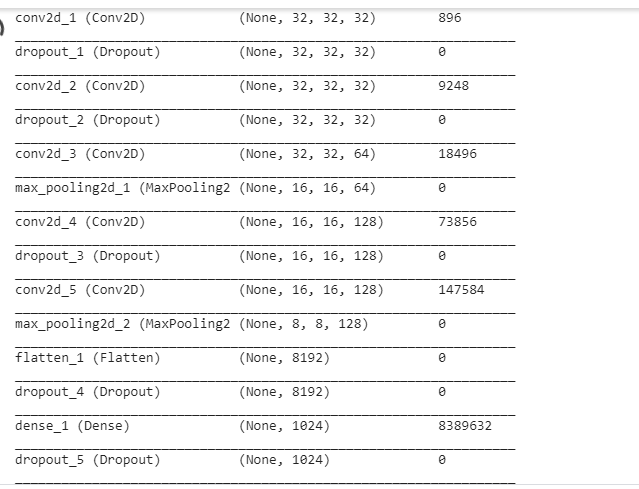 conv2d_1 (Conv2D) (None, 32, 32, 32) 896
dropout_1 (Dropout) (None, 32, 32, 32) 0
conv2d_2 (Conv2D) (None, 32, 32, 32) 9248
dropout_2 (Dropout) (None, 32, 32, 32) 0
conv2d_3 (Conv2D) (None, 32, 32, 64) 18496
max_pooling2d_1 (MaxPooling2 (None, 16, 16, 64) 0
conv2d_4 (Conv2D) (None, 16, 16, 128) 73856
dropout_3 (Dropout) (None, 16, 16, 128) 0
conv2d_5 (Conv2D) (None, 16, 16, 128) 147584
max_pooling2d_2 (MaxPooling2 (None, 8, 8, 128) 0
flatten_1 (Flatten) (None, 8192) 0
dropout_4 (Dropout) (None, 8192) 0
dense_1 (Dense) (None, 1024) 8389632
dropout_5 (Dropout) (None, 1024) 0